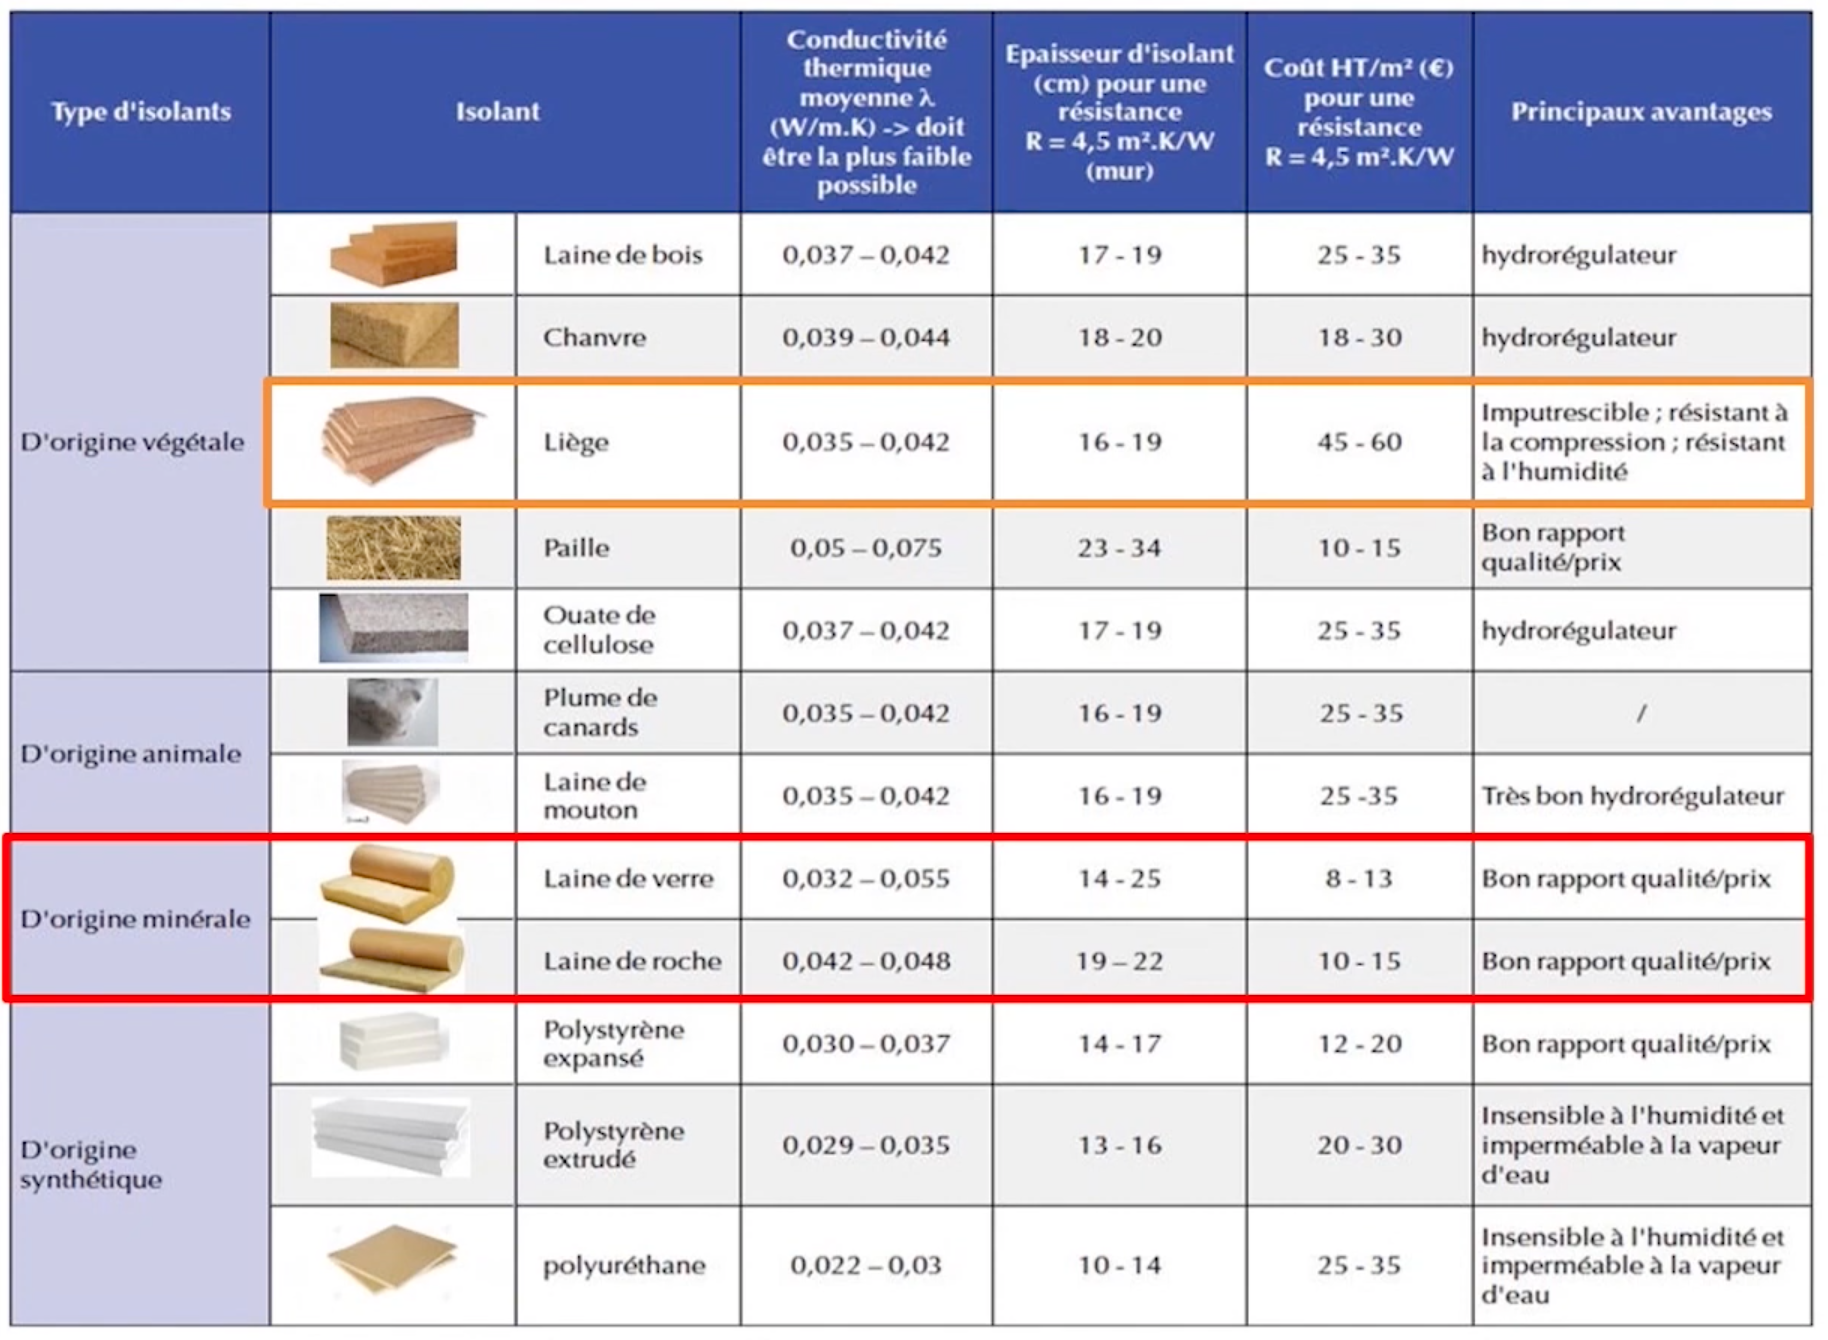 Type d'isolants
Isolant
Conductivité
thermique
moyenne λ
(W/m.K) -> doit
être la plus faible
possible
Epaisseur d'isolant
(cm) pour une
résistance
R = 4,5 m².K/W
(mur)
Coût HT/m² (€)
pour une
résistance
R = 4,5 m².K/W
Principaux avantages
D'origine végétale
Laine de bois
0,037 – 0,042
17 - 19
25 - 35
hydrorégulateur
Chanvre
0,039 – 0,044
18 - 20
18 - 30
hydrorégulateur
Liège
0,035 – 0,042
16 - 19
45 - 60
Imputrescible ; résistant à
la compression ; résistant
à l'humidité
Paille
0,05 – 0,075
23 - 34
10 - 15
Bon rapport
qualité/prix
Ouate de
cellulose
0,037 – 0,042
17 - 19
25 - 35
hydrorégulateur
D'origine animale
Plume de
canards
0,035 – 0,042
16 - 19
25 - 35
/
Laine de
mouton
0,035 – 0,042
16 - 19
25 -35
Très bon hydrorégulateur
D'origine minérale
Laine de verre
0,032 – 0,055
14 - 25
8 - 13
Bon rapport qualité/prix
Laine de roche
0,042 – 0,048
19 – 22
10 - 15
Bon rapport qualité/prix
D'origine
synthétique
Polystyrène
expansé
0,030 – 0,037
14 - 17
12 - 20
Bon rapport qualité/prix
Polystyrène
extrudé
0,029 – 0,035
13 - 16
20 - 30
Insensible à l'humidité et
imperméable à la vapeur
d'eau
polyuréthane
0,022 – 0,03
10 - 14
25 - 35
Insensible à l'humidité et
imperméable à la vapeur
d'eau